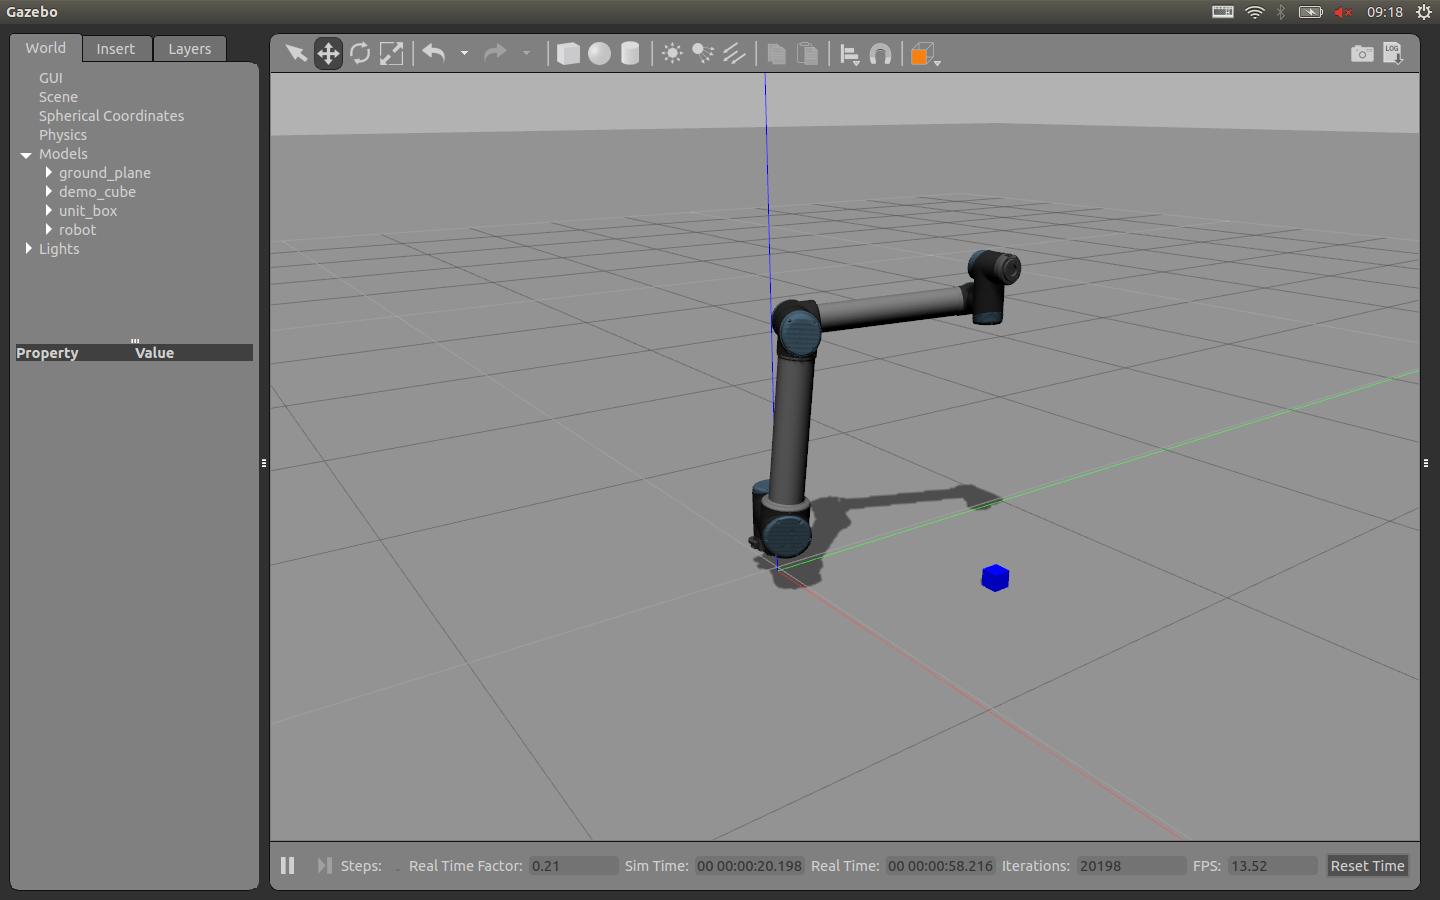 Gazebo 09:18
World Insert Layers
LOG
GUI
Scene
Spherical Coordinates
Physics
Models
ground_plane
demo_cube
unit_box
robot
Lights
Property Value
Steps: Real Time Factor: 0.21 Sim Time: 00 00:00:20.198 Real Time: 00 00:00:58.216 Iterations: 20198 FPS: 13.52 Reset Time